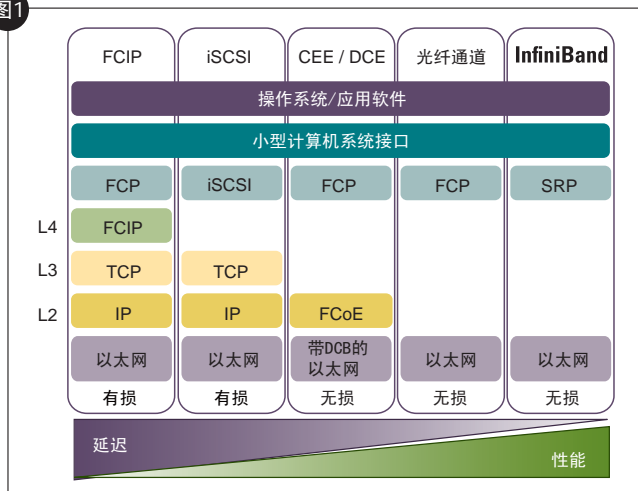 图1
FCIP iSCSI CEE / DCE 光纤通道 InfiniBand
操作系统/应用软件
小型计算机系统接口
FCP iSCSI FCP FCP SRP
L4 FCIP
L3 TCP TCP
L2 IP IP FCoE
以太网 以太网 带DCB的 以太网 以太网
以太网
有损 有损 无损 无损 无损
延迟
性能